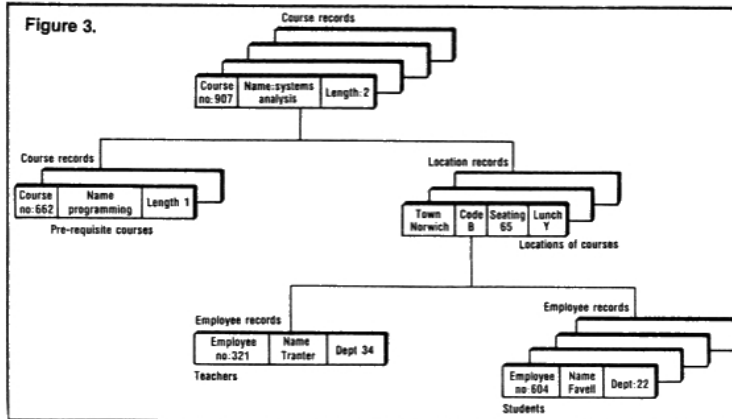 Figure 3.
Course records
Course no:907 Name:systems analysis Length:2
Course records
Course no:662 Name programming Length 1
Pre-requisite courses
Location records
Town Norwich Code B Seating 65 Lunch Y
Locations of courses
Employee records
Employee no:321 Name Tranter Dept 34
Teachers
Employee records
Employee no:604 Name Favell Dept:22
Students